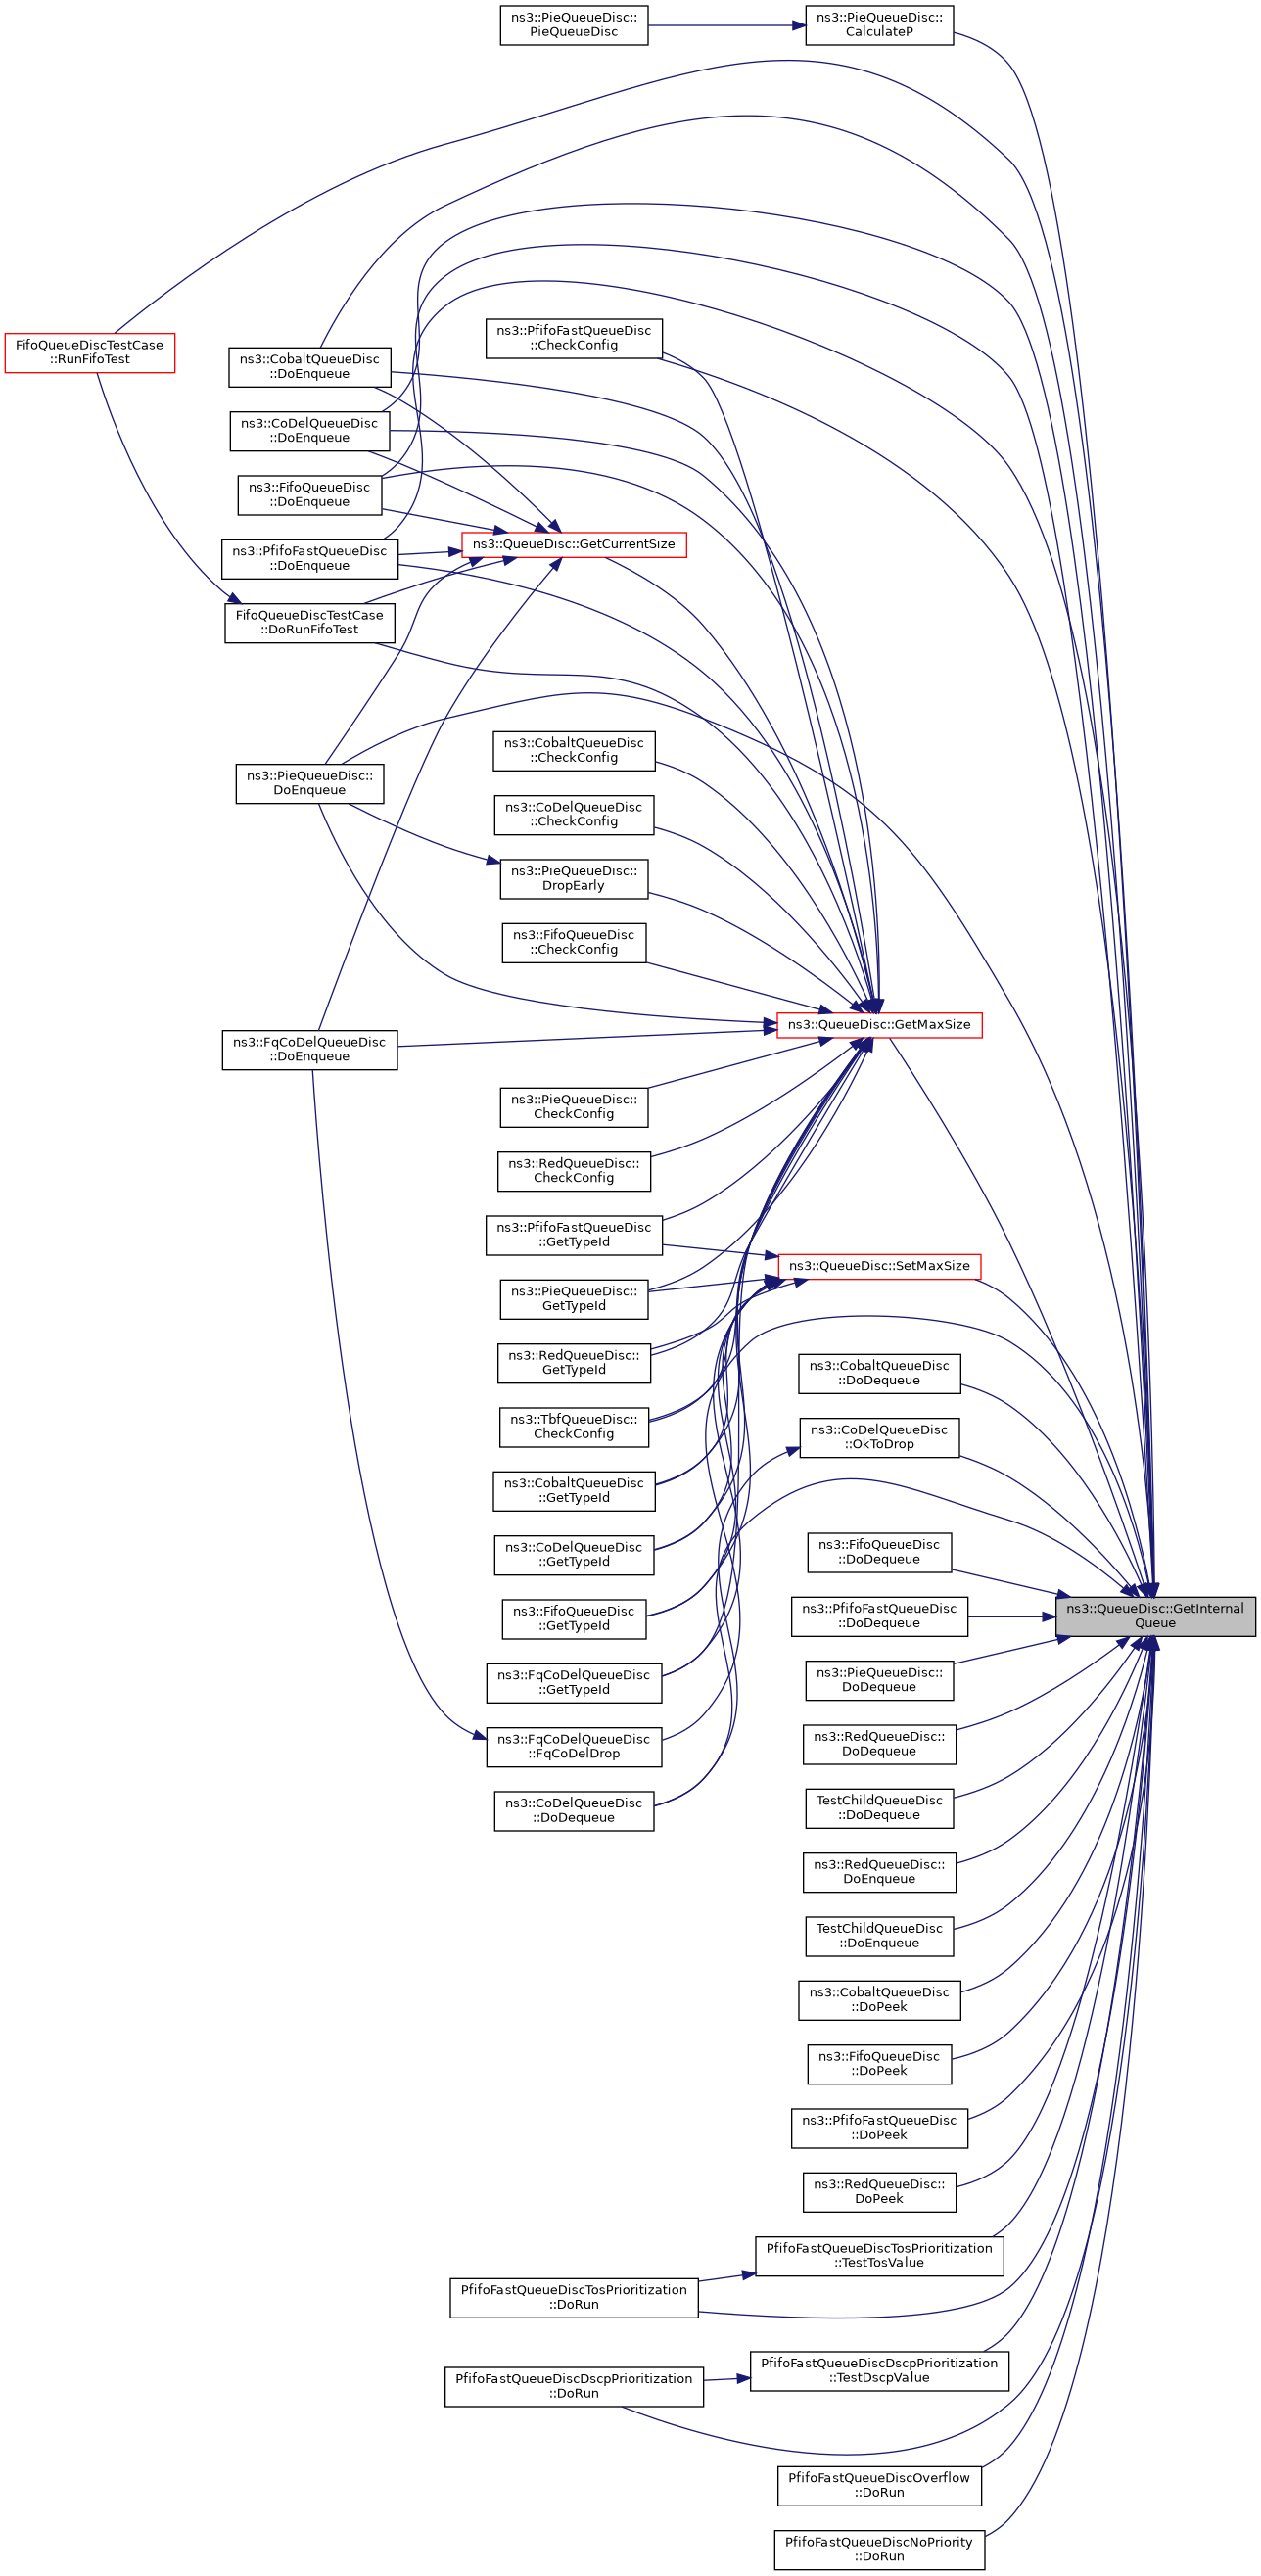 ns3::PieQueueDisc::
PieQueueDisc
ns3::PieQueueDisc::
CalculateP
FifoQueueDiscTestCase
::RunFifoTest
ns3::PfifoFastQueueDisc
::CheckConfig
ns3::CobaltQueueDisc
::DoEnqueue
ns3::CoDelQueueDisc
::DoEnqueue
ns3::FifoQueueDisc
::DoEnqueue
ns3::PfifoFastQueueDisc
::DoEnqueue
ns3::QueueDisc::GetCurrentSize
FifoQueueDiscTestCase
::DoRunFifoTest
ns3::CobaltQueueDisc
::CheckConfig
ns3::PieQueueDisc::
DoEnqueue
ns3::CoDelQueueDisc
::CheckConfig
ns3::PieQueueDisc::
DropEarly
ns3::FifoQueueDisc
::CheckConfig
ns3::QueueDisc::GetMaxSize
ns3::FqCoDelQueueDisc
::DoEnqueue
ns3::PieQueueDisc::
CheckConfig
ns3::RedQueueDisc::
CheckConfig
ns3::PfifoFastQueueDisc
::GetTypeId
ns3::QueueDisc::SetMaxSize
ns3::PieQueueDisc::
GetTypeId
ns3::RedQueueDisc::
GetTypeId
ns3::CobaltQueueDisc
::DoDequeue
ns3::TbfQueueDisc::
CheckConfig
ns3::CoDelQueueDisc
::OkToDrop
ns3::CobaltQueueDisc
::GetTypeId
ns3::CoDelQueueDisc
::GetTypeId
ns3::FifoQueueDisc
::DoDequeue
ns3::FifoQueueDisc
::GetTypeId
ns3::PfifoFastQueueDisc
::DoDequeue
ns3::QueueDisc::GetInternal
Queue
ns3::FqCoDelQueueDisc
::GetTypeId
ns3::PieQueueDisc::
DoDequeue
ns3::FqCoDelQueueDisc
::FqCoDelDrop
ns3::RedQueueDisc::
DoDequeue
ns3::CoDelQueueDisc
::DoDequeue
TestChildQueueDisc
::DoDequeue
ns3::RedQueueDisc::
DoEnqueue
TestChildQueueDisc
::DoEnqueue
ns3::CobaltQueueDisc
::DoPeek
ns3::FifoQueueDisc
::DoPeek
ns3::PfifoFastQueueDisc
::DoPeek
ns3::RedQueueDisc::
DoPeek
PfifoFastQueueDiscTosPrioritization
::TestTosValue
PfifoFastQueueDiscTosPrioritization
::DoRun
PfifoFastQueueDiscDscpPrioritization
::TestDscpValue
PfifoFastQueueDiscDscpPrioritization
::DoRun
PfifoFastQueueDiscOverflow
::DoRun
PfifoFastQueueDiscNoPriority
::DoRun